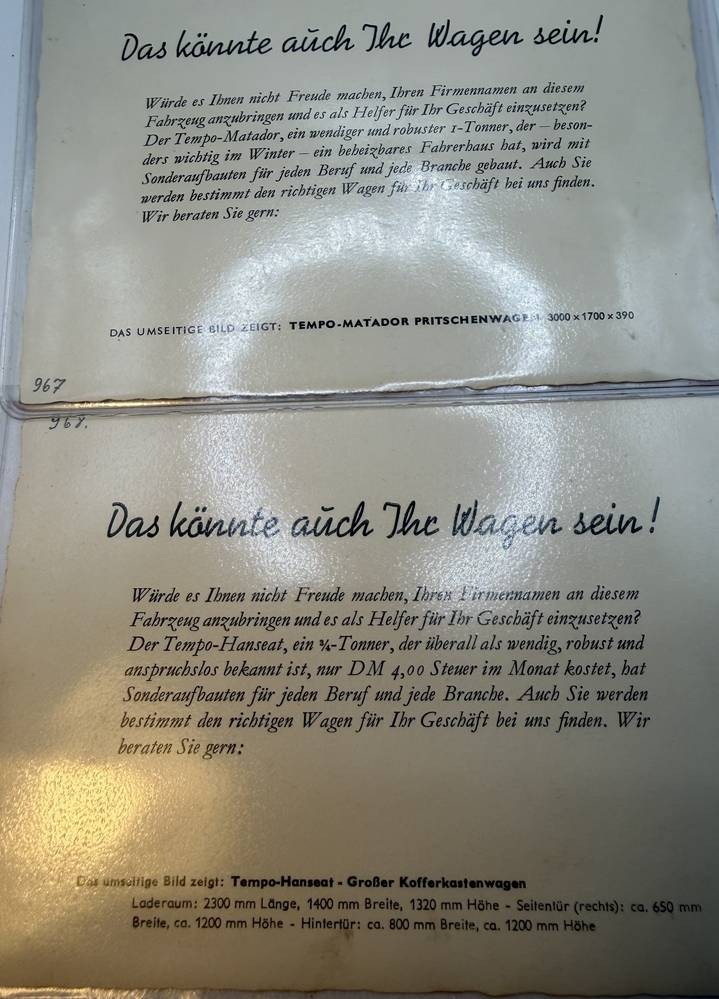 Das könnte auch Ihr Wagen sein!
Würde es Ihnen nicht Freude machen, Ihren Firmennamen an diesem
Fahrzeug anzubringen und es als Helfer für Ihr Geschäft einzusetzen?
Der Tempo-Matador, ein wendiger und robuster 1-Tonner, der – beson-
ders wichtig im Winter – ein beheizbares Fahrerhaus hat, wird mit
Sonderaufbauten für jeden Beruf und jede Branche gebaut. Auch Sie
werden bestimmt den richtigen Wagen für Ihr Geschäft bei uns finden.
Wir beraten Sie gern:
DAS UMSEITIGE BILD ZEIGT: TEMPO-MATADOR PRITSCHENWAGEN 3000 x 1700 x 390
967
968.
Das könnte auch Ihr Wagen sein!
Würde es Ihnen nicht Freude machen, Ihren Firmennamen an diesem
Fahrzeug anzubringen und es als Helfer für Ihr Geschäft einzusetzen?
Der Tempo-Hanseat, ein ¾-Tonner, der überall als wendig, robust und
anspruchslos bekannt ist, nur DM 4,00 Steuer im Monat kostet, hat
Sonderaufbauten für jeden Beruf und jede Branche. Auch Sie werden
bestimmt den richtigen Wagen für Ihr Geschäft bei uns finden. Wir
beraten Sie gern:
Das umseitige Bild zeigt: Tempo-Hanseat - Großer Kofferkastenwagen
Laderaum: 2300 mm Länge, 1400 mm Breite, 1320 mm Höhe - Seitentür (rechts): ca. 650 mm
Breite, ca. 1200 mm Höhe - Hintertür: ca. 800 mm Breite, ca. 1200 mm Höhe